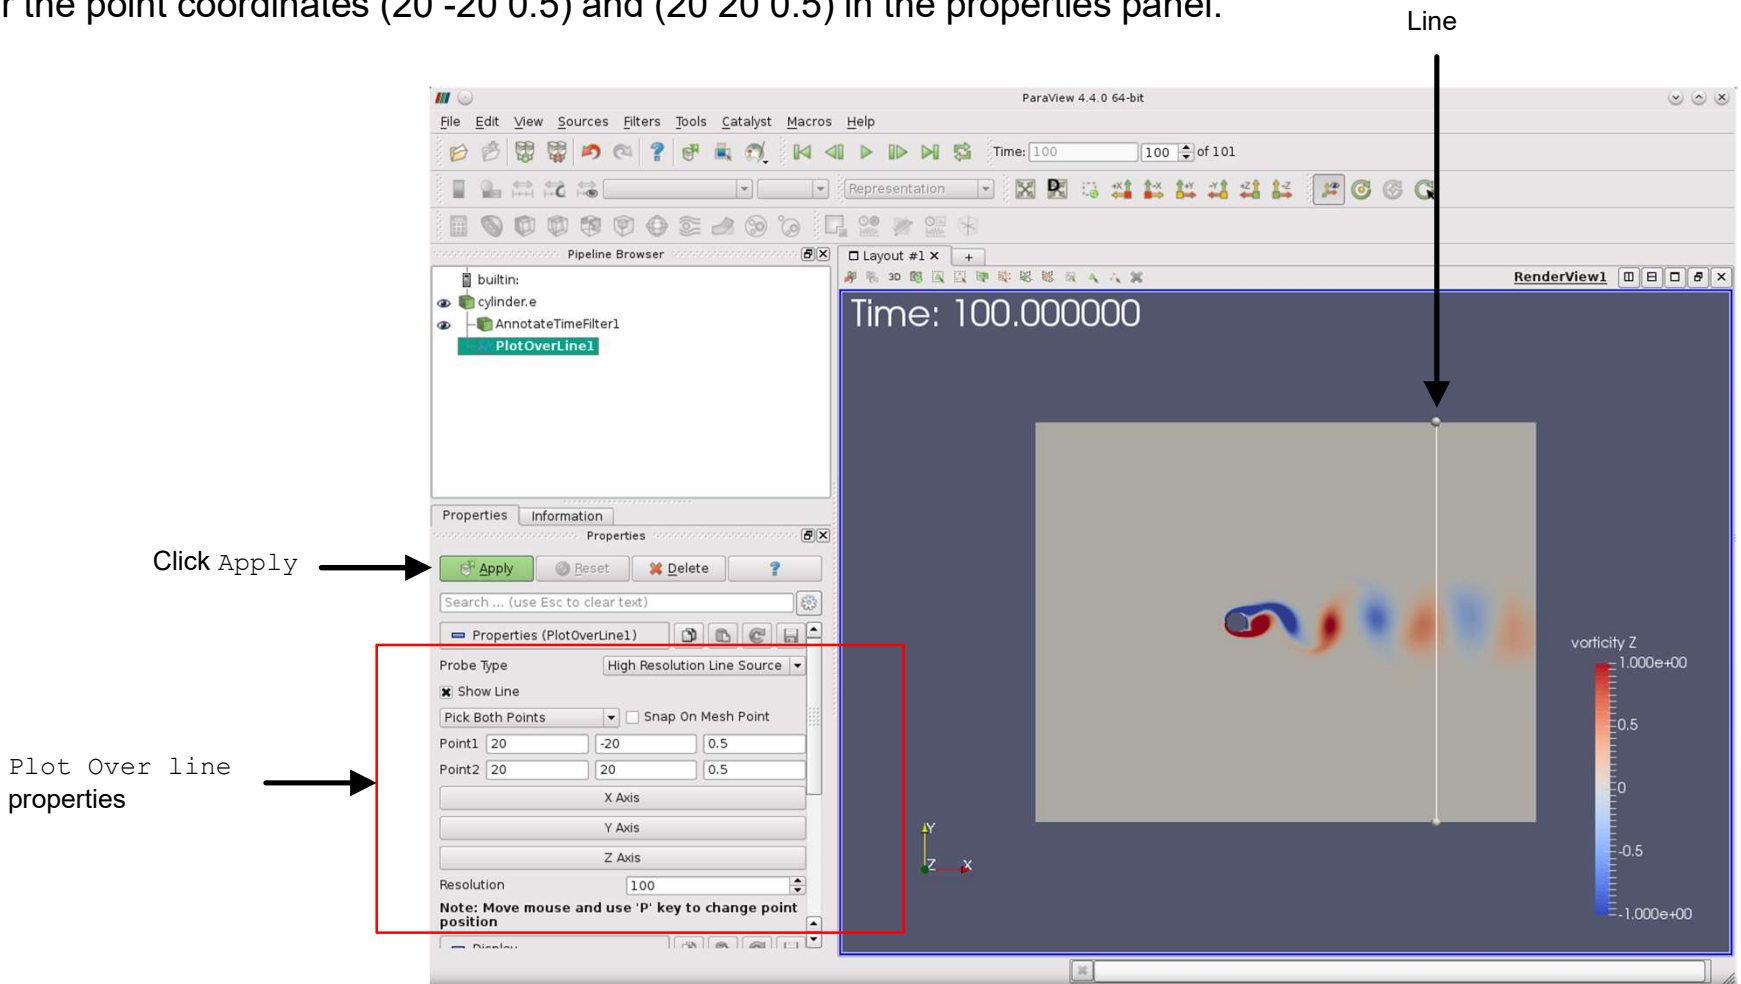 r the point coordinates (20 -20 0.5) and (20 20 0.5) in the properties panel.
Line
ParaView 4.4.0 64-bit
File Edit View Sources Filters Tools Catalyst Macros Help
Time: 100 100 of 101
Representation
Pipeline Browser
Layout #1
builtin:
3D
RenderView1
cylinder.e
AnnotateTimeFilter1
PlotOverLine1
Time: 100.000000
Properties Information
Properties
Click Apply
Apply Reset Delete ?
Search ... (use Esc to clear text)
Properties (PlotOverLine1)
Probe Type High Resolution Line Source
Show Line
Pick Both Points Snap On Mesh Point
Point1 20 -20 0.5
Point2 20 20 0.5
X Axis
Y Axis
Z Axis
Resolution 100
Note: Move mouse and use 'P' key to change point
position
Display
Plot Over line
properties
vorticity Z
1.000e+00
0.5
0
-0.5
-1.000e+00
Y
Z X